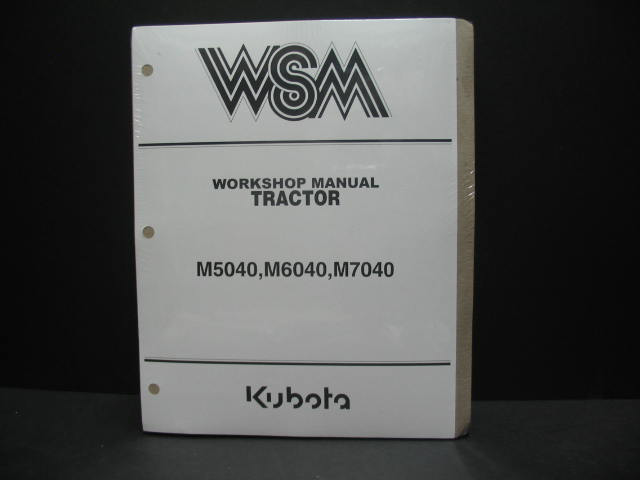 WSM
WORKSHOP MANUAL
TRACTOR
M5040,M6040,M7040
Kubota